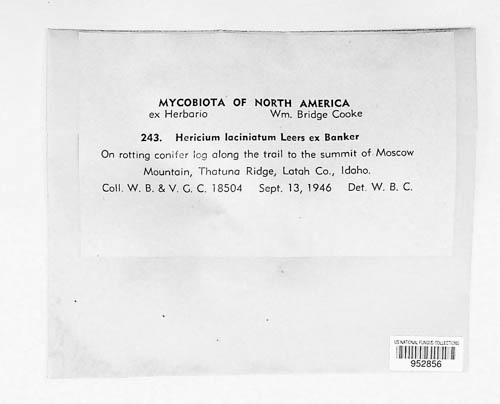 MYCOBIOTA OF NORTH AMERICA
ex Herbario Wm. Bridge Cooke
243. Hericium laciniatum Leers ex Banker
On rotting conifer log along the trail to the summit of Moscow
Mountain, Thatuna Ridge, Latah Co., Idaho.
Coll. W. B. & V. G. C. 18504 Sept. 13, 1946 Det. W. B. C.
US NATIONAL FUNGUS COLLECTIONS
952856